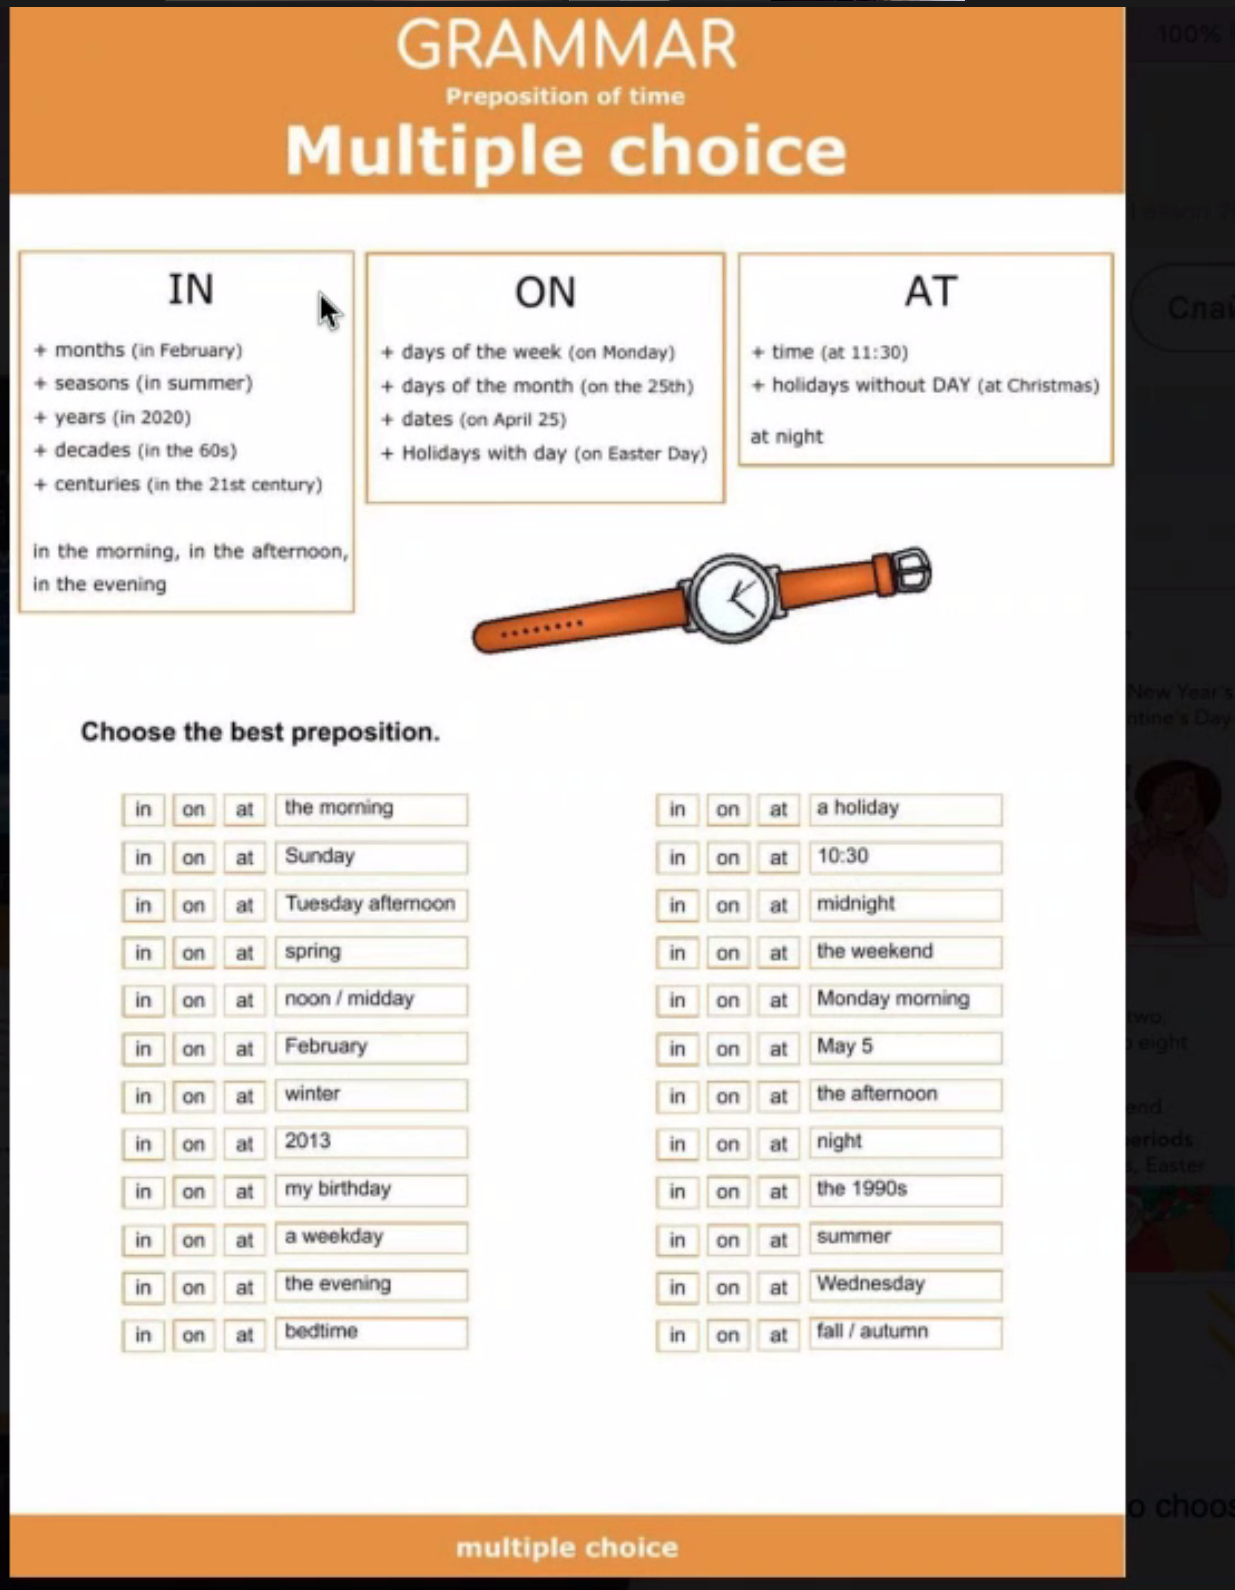 GRAMMAR
Preposition of time
Multiple choice
IN
+ months (in February)
+ seasons (in summer)
+ years (in 2020)
+ decades (in the 60s)
+ centuries (in the 21st century)
in the morning, in the afternoon,
in the evening
ON
+ days of the week (on Monday)
+ days of the month (on the 25th)
+ dates (on April 25)
+ Holidays with day (on Easter Day)
AT
+ time (at 11:30)
+ holidays without DAY (at Christmas)
at night
Choose the best preposition.
in on at the morning
in on at Sunday
in on at Tuesday afternoon
in on at spring
in on at noon / midday
in on at February
in on at winter
in on at 2013
in on at my birthday
in on at a weekday
in on at the evening
in on at bedtime
in on at a holiday
in on at 10:30
in on at midnight
in on at the weekend
in on at Monday morning
in on at May 5
in on at the afternoon
in on at night
in on at the 1990s
in on at summer
in on at Wednesday
in on at fall / autumn
multiple choice
100%
New Year's
Day
two,
eight
Easter